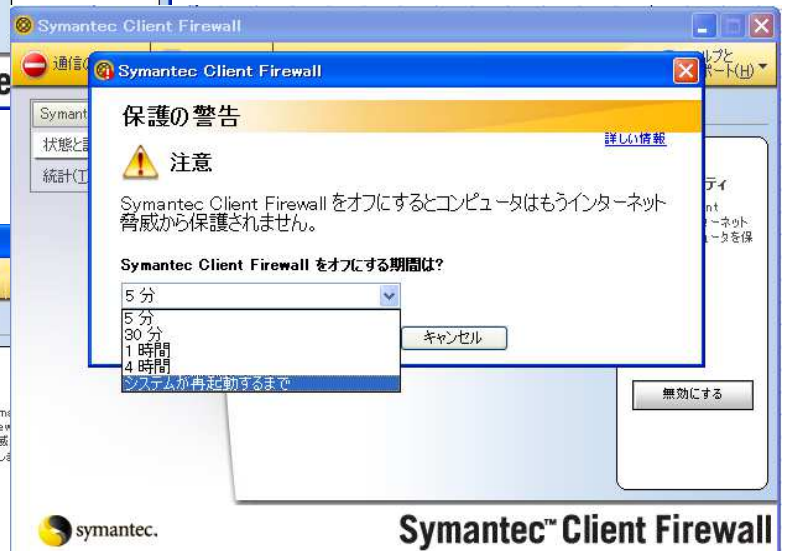 Symantec Client Firewall
通信の
ルプと
ポート(H)
Symantec Client Firewall
保護の警告
詳しい情報
注意
Symantec Client Firewall をオフにするとコンピュータはもうインターネット
脅威から保護されません。
Symantec Client Firewall をオフにする期間は?
5 分
5 分
30 分
1 時間
4 時間
システムが再起動するまで
キャンセル
Symant
状態と
統計(T)
ティ
nt
ーネット
ータを保
無効にする
symantec.
Symantec™ Client Firewall